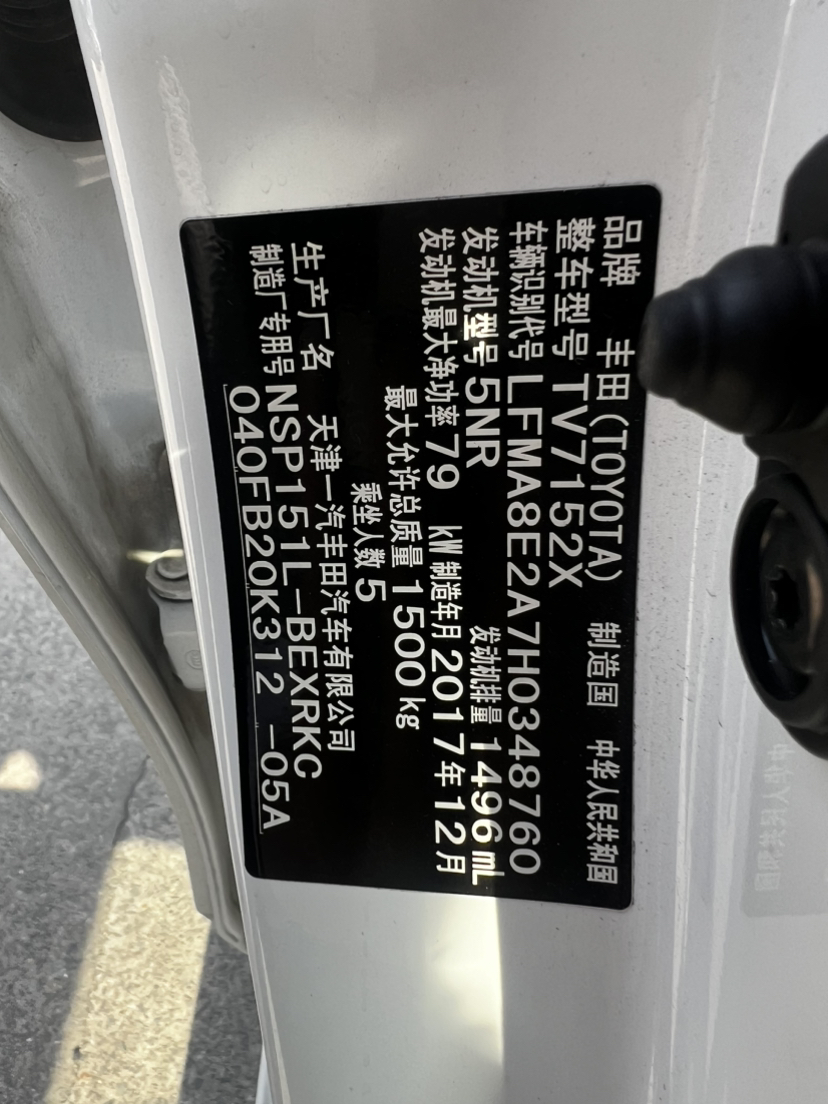 品牌 丰田(TOYOTA) 制造国 中华人民共和国
整车型号 TV7152X
车辆识别代号 LFMA8E2A7H0348760
发动机型号 5NR 发动机排量 1496 mL
发动机最大净功率 79 kW 制造年月 2017年12月
最大允许总质量 1500 kg
乘坐人数 5
生产厂名 天津一汽丰田汽车有限公司
制造厂专用号 NSP151L-BEXRKC
040FB20K312 -05A